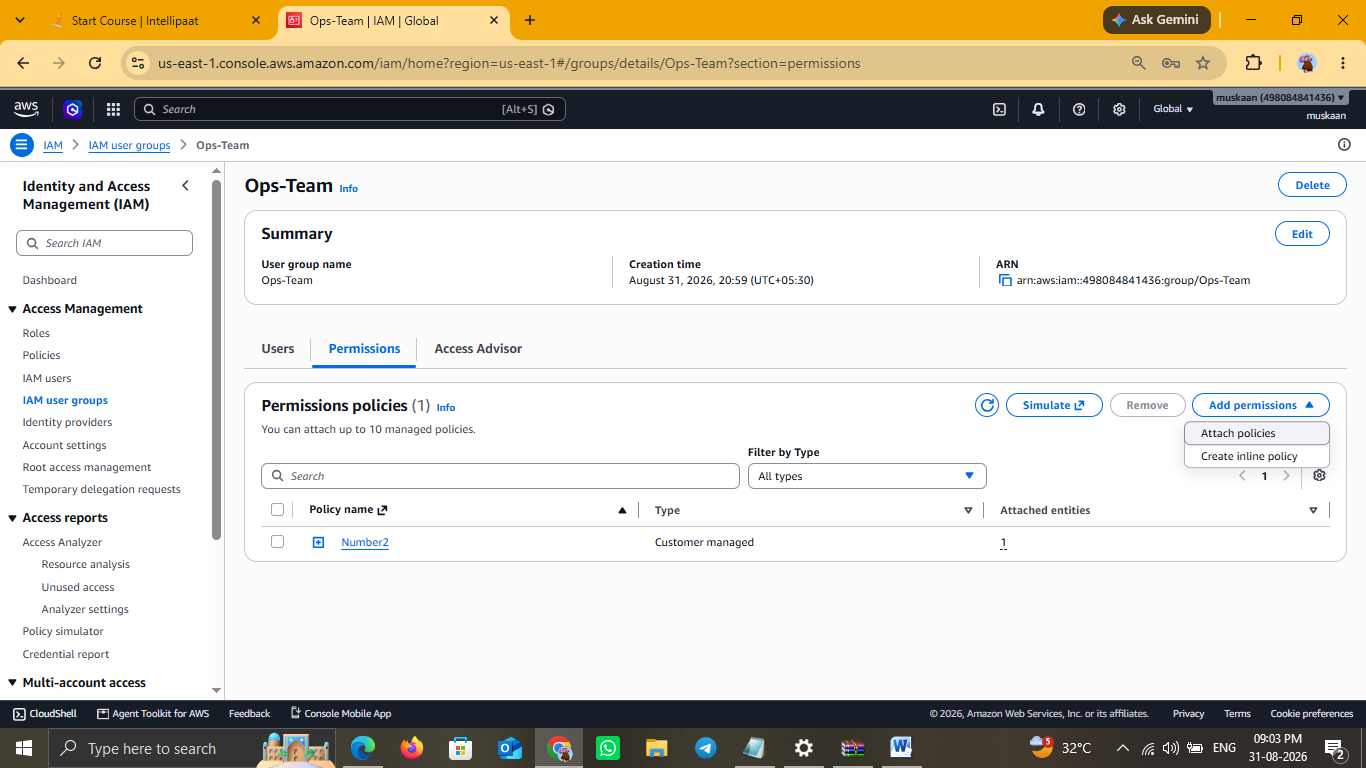 Start Course | Intellipaat
Ops-Team | IAM | Global
Ask Gemini
us-east-1.console.aws.amazon.com/iam/home?region=us-east-1#/groups/details/Ops-Team?section=permissions
aws
Search [Alt+S]
Global
muskaan (498084841436)
muskaan
IAM > IAM user groups > Ops-Team
Identity and Access
Management (IAM)
Search IAM
Dashboard
Access Management
Roles
Policies
IAM users
IAM user groups
Identity providers
Account settings
Root access management
Temporary delegation requests
Access reports
Access Analyzer
Resource analysis
Unused access
Analyzer settings
Policy simulator
Credential report
Multi-account access
Ops-Team Info
Delete
Summary
Edit
User group name
Ops-Team
Creation time
August 31, 2026, 20:59 (UTC+05:30)
ARN
arn:aws:iam::498084841436:group/Ops-Team
Users Permissions Access Advisor
Permissions policies (1) Info
You can attach up to 10 managed policies.
Simulate
Remove
Add permissions
Attach policies
Create inline policy
Filter by Type
Search
All types
1
Policy name Type Attached entities
Number2 Customer managed 1
CloudShell Agent Toolkit for AWS Feedback Console Mobile App
© 2026, Amazon Web Services, Inc. or its affiliates. Privacy Terms Cookie preferences
Type here to search
5
32°C
ENG
09:03 PM
31-08-2026
2